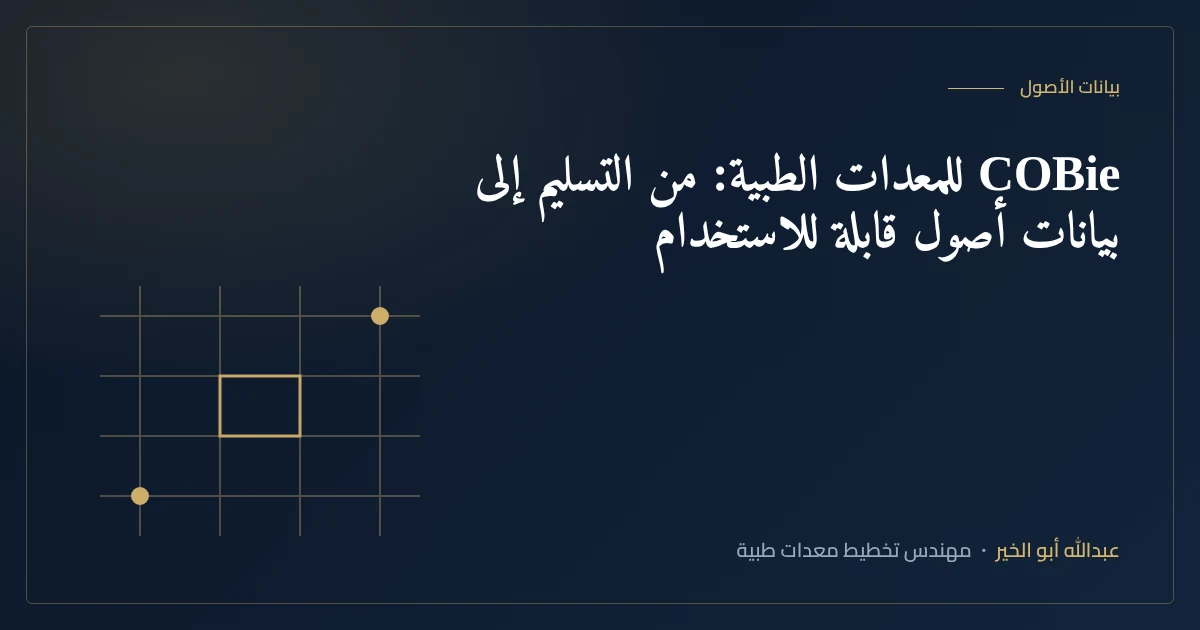 بيانات الأصول
COBie للمعدات الطبية: من التسليم إلى
بيانات أصول قابلة للاستخدام
عبدالله أبو الخير · مهندس تخطيط معدات طبية